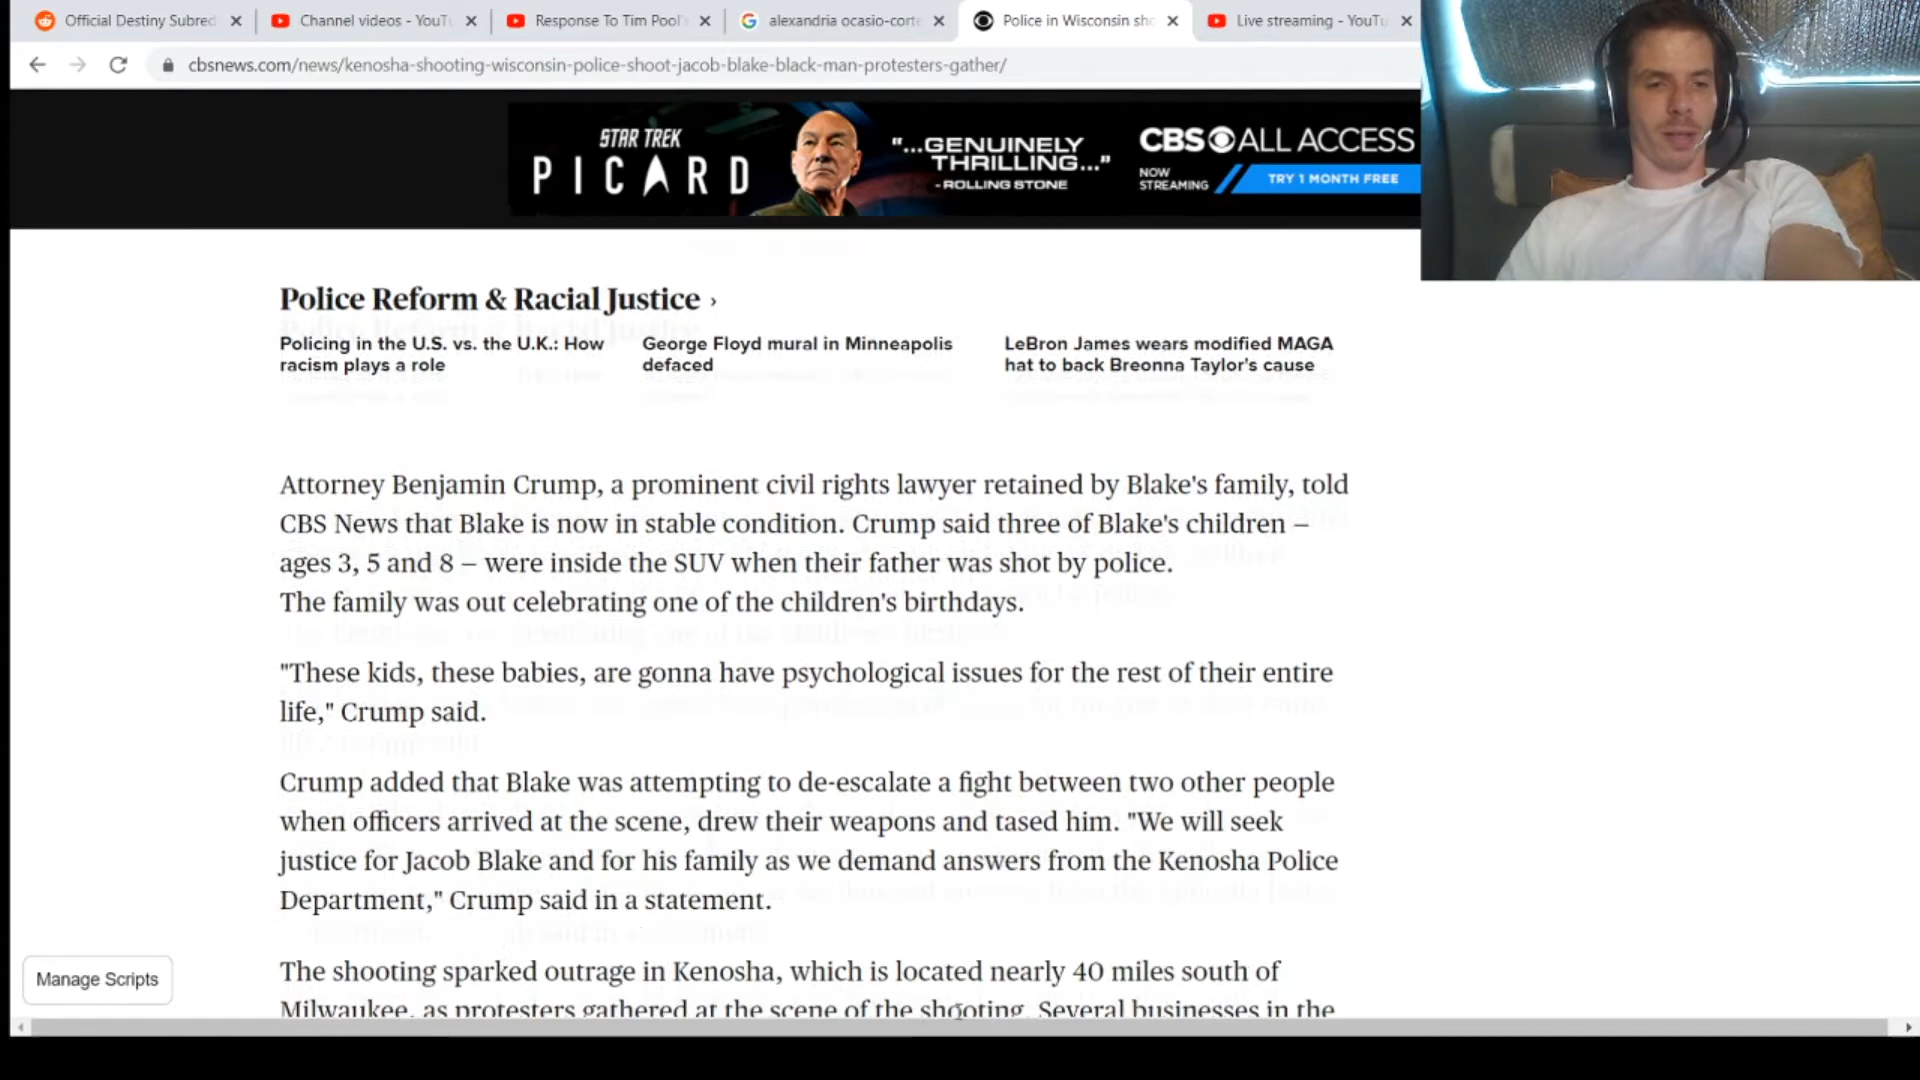 Official Destiny Subred
Channel videos - YouTu
Response To Tim Pool's
alexandria ocasio-corte
Police in Wisconsin sho
Live streaming - YouTu
cbsnews.com/news/kenosha-shooting-wisconsin-police-shoot-jacob-blake-black-man-protesters-gather/
STAR TREK
PICARD
"...GENUINELY
THRILLING..."
-ROLLING STONE
CBS ALL ACCESS
NOW
STREAMING
TRY 1 MONTH FREE
Police Reform & Racial Justice ›
Policing in the U.S. vs. the U.K.: How
racism plays a role
George Floyd mural in Minneapolis
defaced
LeBron James wears modified MAGA
hat to back Breonna Taylor's cause
Attorney Benjamin Crump, a prominent civil rights lawyer retained by Blake's family, told
CBS News that Blake is now in stable condition. Crump said three of Blake's children –
ages 3, 5 and 8 – were inside the SUV when their father was shot by police.
The family was out celebrating one of the children's birthdays.
"These kids, these babies, are gonna have psychological issues for the rest of their entire
life," Crump said.
Crump added that Blake was attempting to de-escalate a fight between two other people
when officers arrived at the scene, drew their weapons and tased him. "We will seek
justice for Jacob Blake and for his family as we demand answers from the Kenosha Police
Department," Crump said in a statement.
The shooting sparked outrage in Kenosha, which is located nearly 40 miles south of
Milwaukee, as protesters gathered at the scene of the shooting. Several businesses in the
Manage Scripts